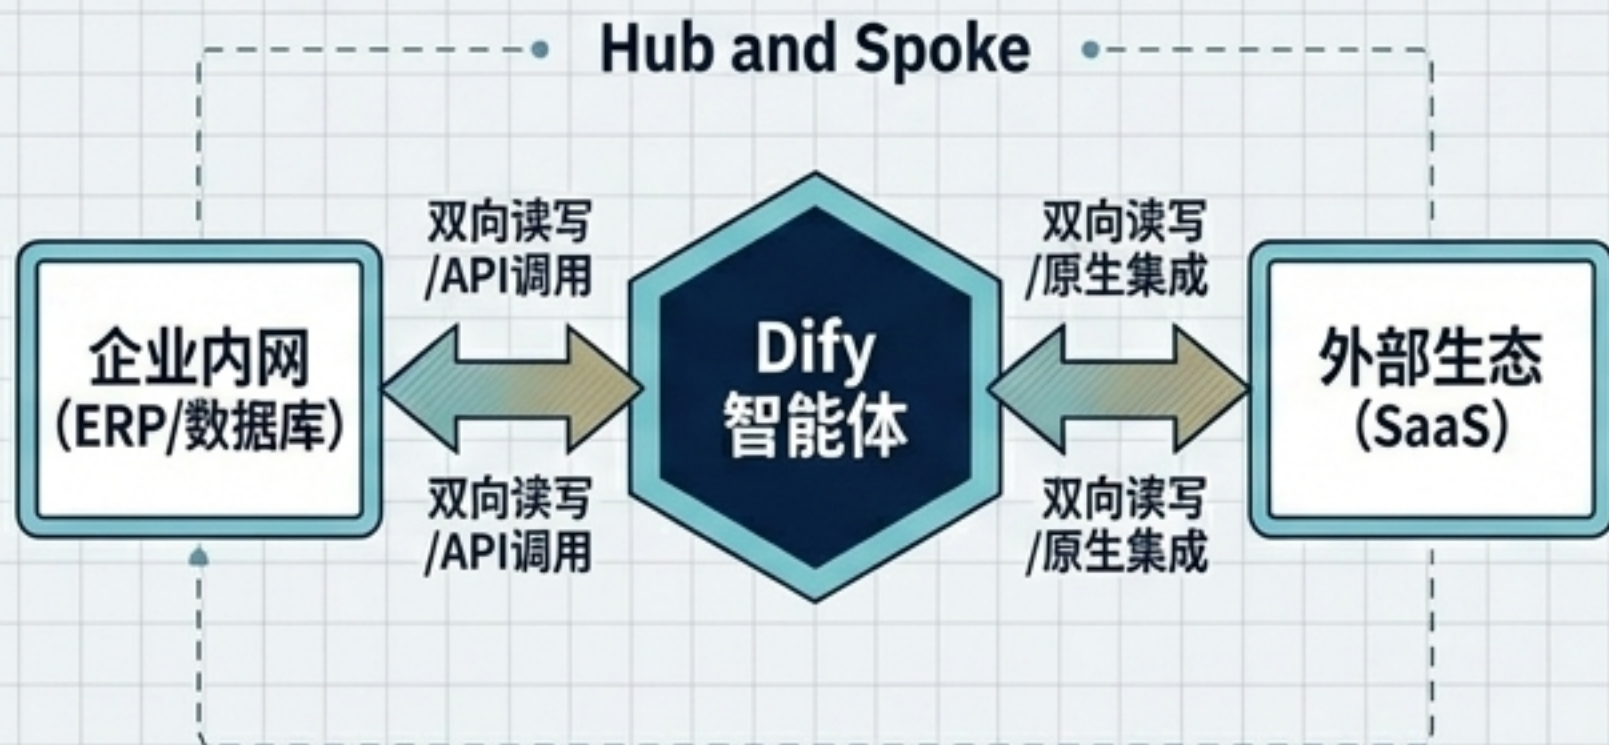 Hub and Spoke
双向读写
/API调用
双向读写
/原生集成
企业内网
（ERP/数据库）
Dify
智能体
外部生态
（SaaS）
双向读写
/API调用
双向读写
/原生集成